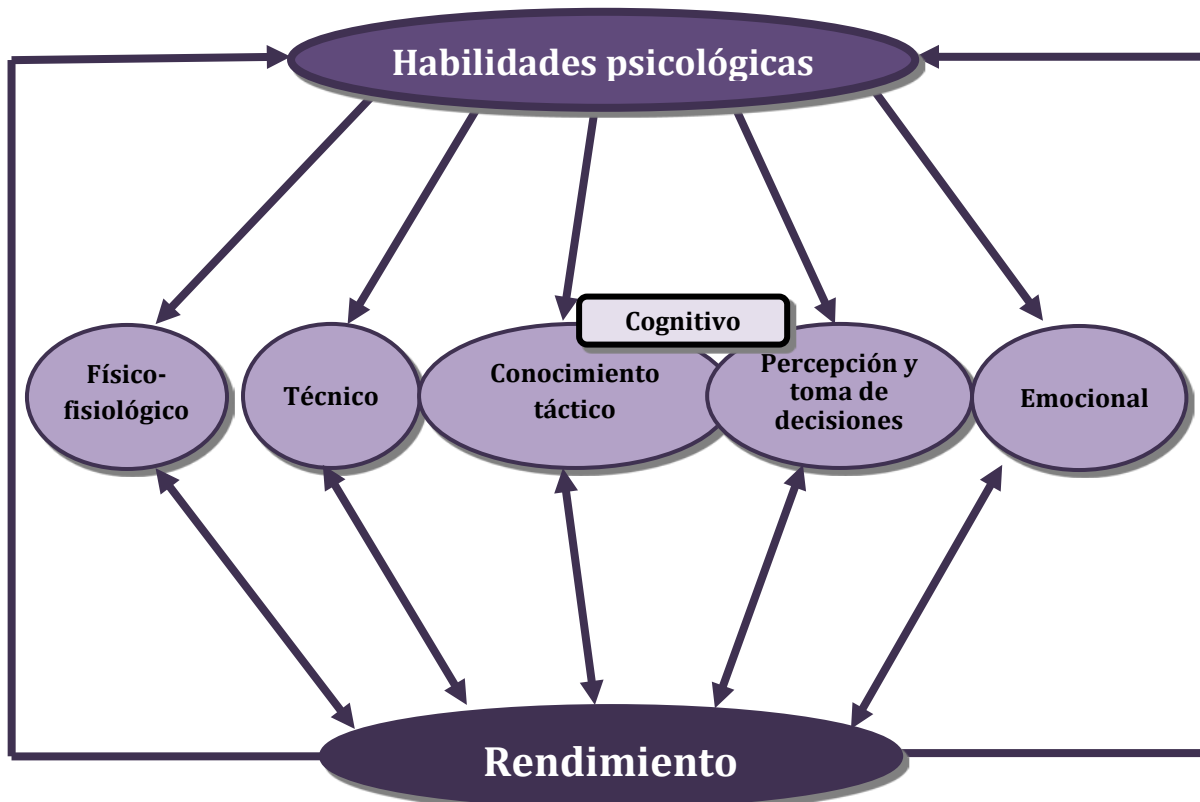 Habilidades psicológicas
Cognitivo
Físico-
fisiológico
Técnico
Conocimiento
táctico
Percepción y
toma de
decisiones
Emocional
Rendimiento